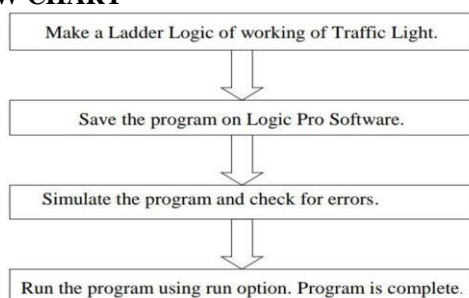 W CHART
Make a Ladder Logic of working of Traffic Light.
Save the program on Logic Pro Software.
Simulate the program and check for errors.
Run the program using run option. Program is complete.